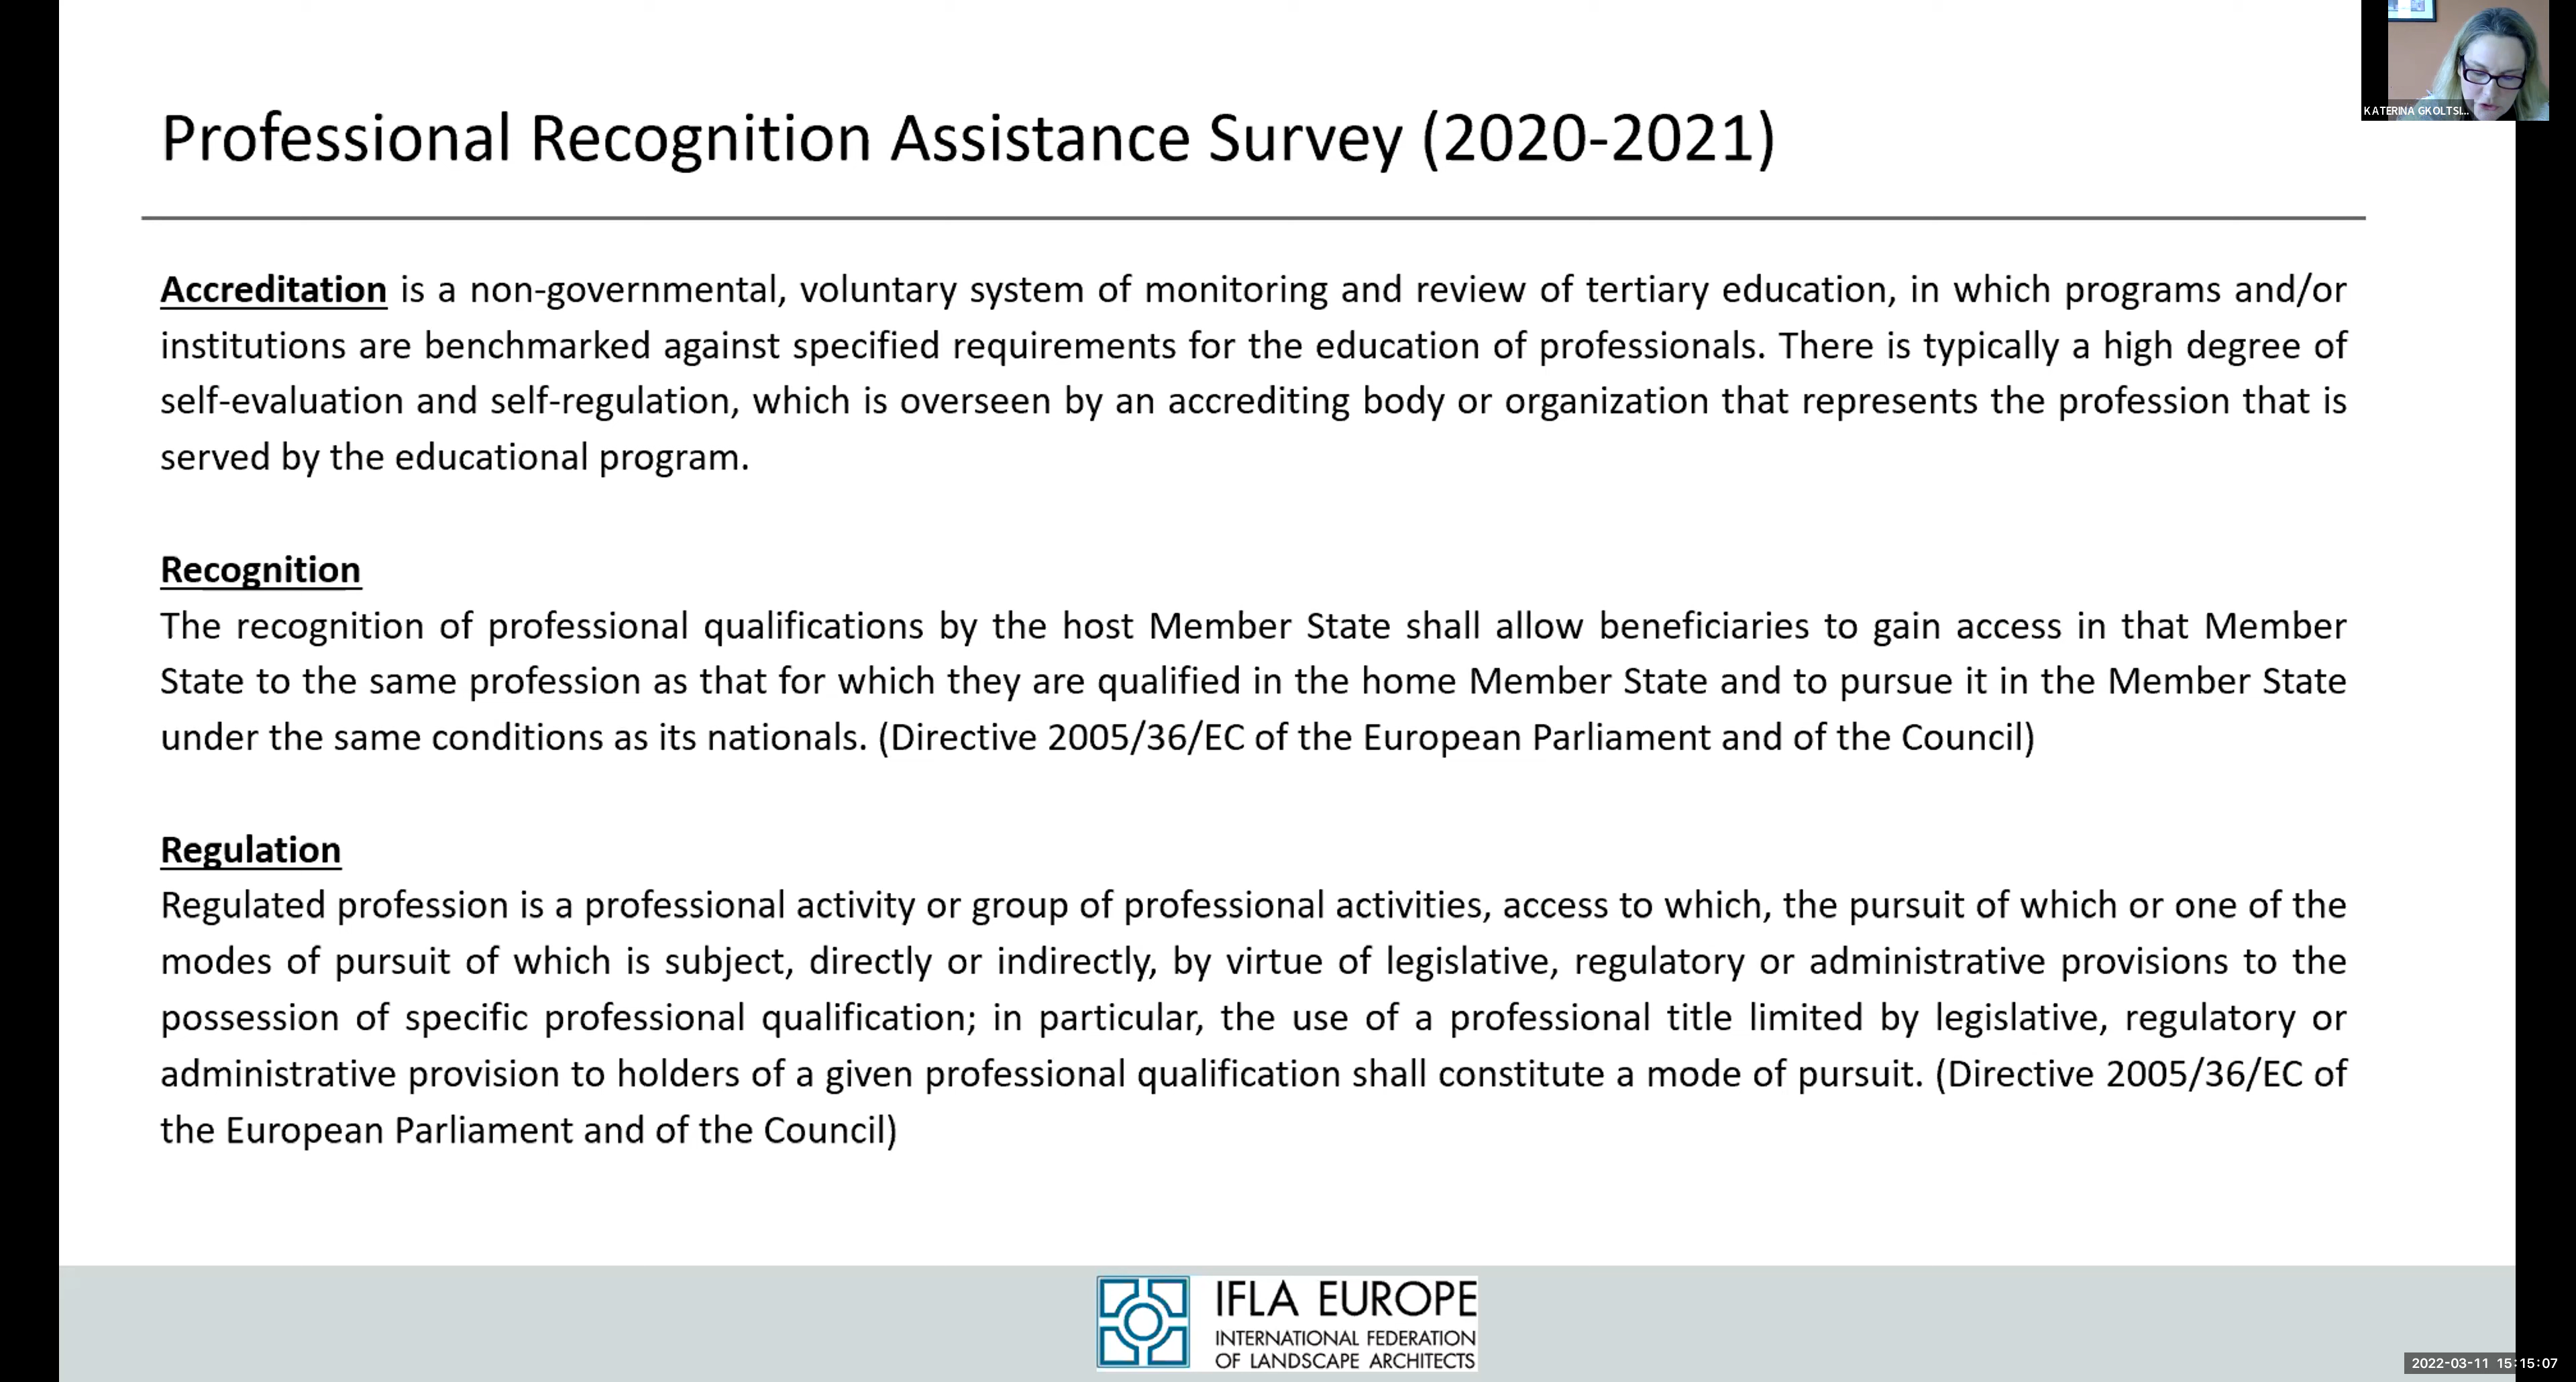 Professional Recognition Assistance Survey (2020-2021)
KATERINA GKOLTSI...
Accreditation is a non-governmental, voluntary system of monitoring and review of tertiary education, in which programs and/or
institutions are benchmarked against specified requirements for the education of professionals. There is typically a high degree of
self-evaluation and self-regulation, which is overseen by an accrediting body or organization that represents the profession that is
served by the educational program.
Recognition
The recognition of professional qualifications by the host Member State shall allow beneficiaries to gain access in that Member
State to the same profession as that for which they are qualified in the home Member State and to pursue it in the Member State
under the same conditions as its nationals. (Directive 2005/36/EC of the European Parliament and of the Council)
Regulation
Regulated profession is a professional activity or group of professional activities, access to which, the pursuit of which or one of the
modes of pursuit of which is subject, directly or indirectly, by virtue of legislative, regulatory or administrative provisions to the
possession of specific professional qualification; in particular, the use of a professional title limited by legislative, regulatory or
administrative provision to holders of a given professional qualification shall constitute a mode of pursuit. (Directive 2005/36/EC of
the European Parliament and of the Council)
IFLA EUROPE
INTERNATIONAL FEDERATION
OF LANDSCAPE ARCHITECTS
2022-03-11 15:15:07